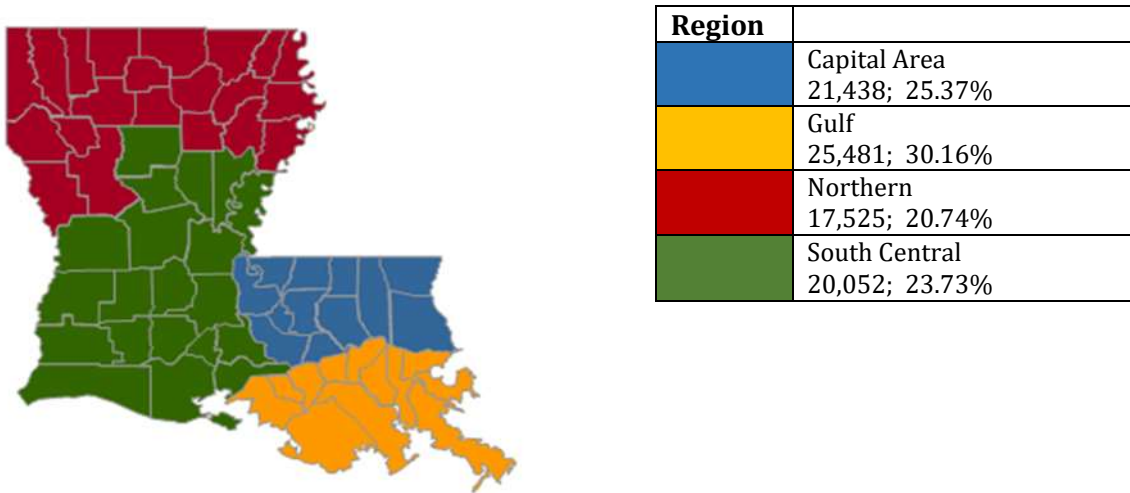 Region
Capital Area
21,438; 25.37%
Gulf
25,481; 30.16%
Northern
17,525; 20.74%
South Central
20,052; 23.73%